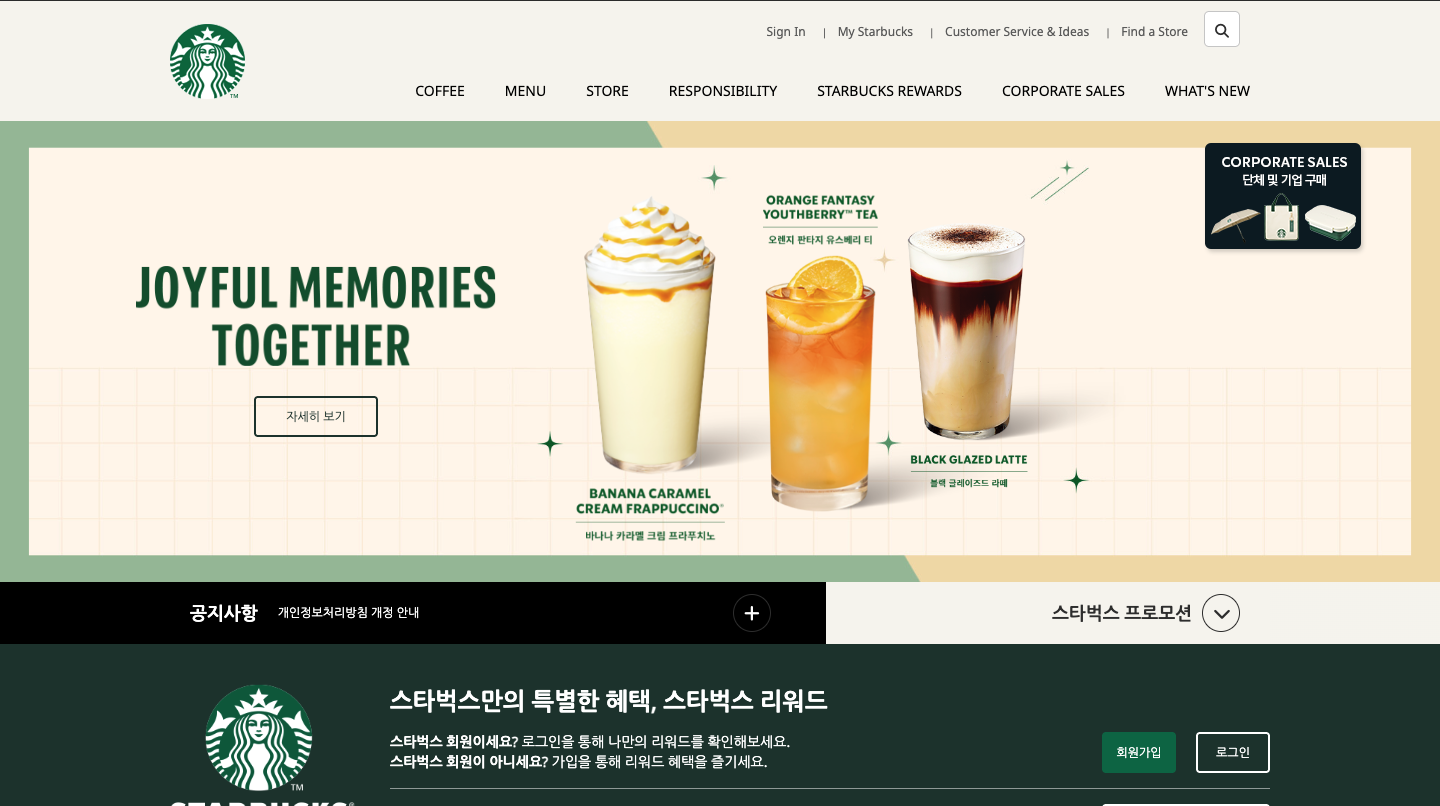 Sign In | My Starbucks | Customer Service & Ideas | Find a Store
TM
COFFEE MENU STORE RESPONSIBILITY STARBUCKS REWARDS CORPORATE SALES WHAT'S NEW
CORPORATE SALES
단체 및 기업 구매
JOYFUL MEMORIES
TOGETHER
자세히 보기
ORANGE FANTASY
YOUTHBERRY™ TEA
오렌지 판타지 유스베리 티
BLACK GLAZED LATTE
블랙 글레이즈드 라떼
BANANA CARAMEL
CREAM FRAPPUCCINO®
바나나 카라멜 크림 프라푸치노
공지사항 개인정보처리방침 개정 안내
스타벅스 프로모션
스타벅스만의 특별한 혜택, 스타벅스 리워드
스타벅스 회원이세요? 로그인을 통해 나만의 리워드를 확인해보세요.
스타벅스 회원이 아니세요? 가입을 통해 리워드 혜택을 즐기세요.
회원가입 로그인
TM
STARBUCKS®